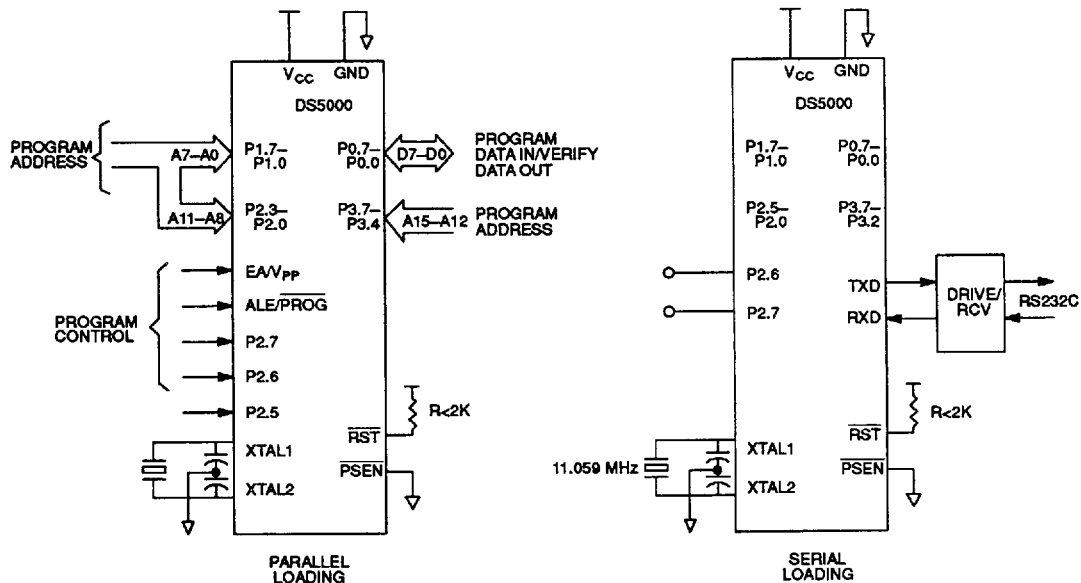 VCC GND
DS5000
PROGRAM
ADDRESS
A7–A0
P1.7–
P1.0
P0.7–
P0.0
D7–D0
PROGRAM
DATA IN/VERIFY
DATA OUT
A11–A8
P2.3–
P2.0
P3.7–
P3.4
A15–A12
PROGRAM
ADDRESS
PROGRAM
CONTROL
EA/VPP
ALE/PROG
P2.7
P2.6
P2.5
R<2K
RST
XTAL1
PSEN
XTAL2
PARALLEL
LOADING
VCC GND
DS5000
P1.7–
P1.0
P0.7–
P0.0
P2.5–
P2.0
P3.7–
P3.2
P2.6
P2.7
TXD
RXD
DRIVE/
RCV
RS232C
R<2K
RST
11.059 MHz
XTAL1
PSEN
XTAL2
SERIAL
LOADING